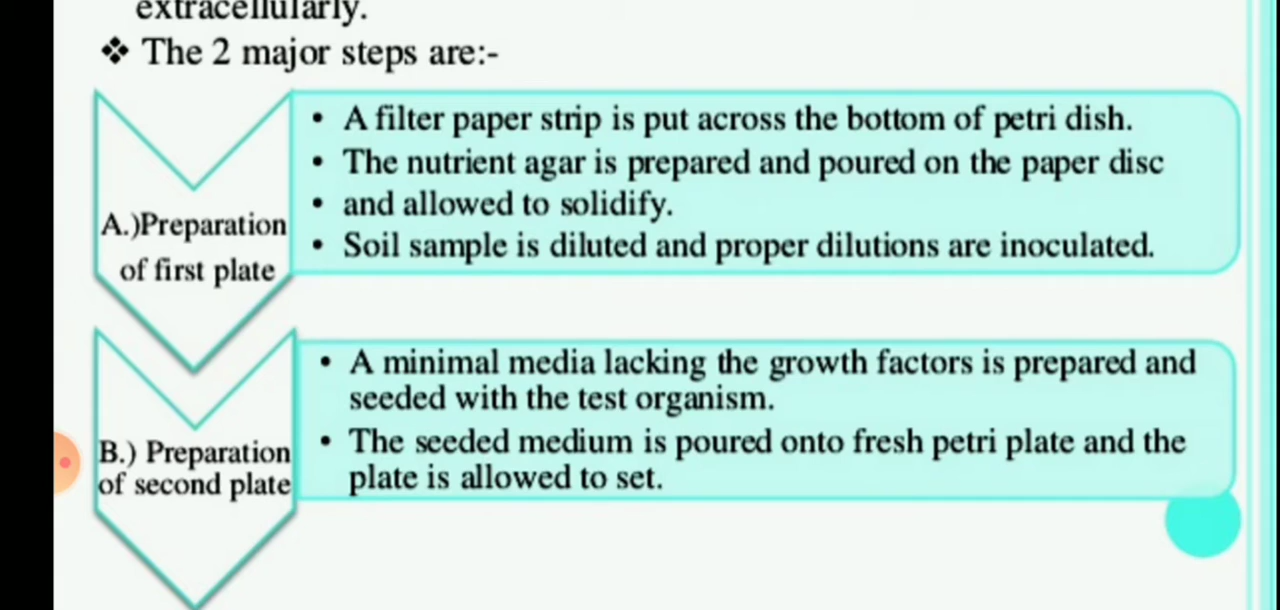 extracellularly.
❖ The 2 major steps are:-
A.)Preparation
of first plate
• A filter paper strip is put across the bottom of petri dish.
• The nutrient agar is prepared and poured on the paper disc
• and allowed to solidify.
• Soil sample is diluted and proper dilutions are inoculated.
B.) Preparation
of second plate
• A minimal media lacking the growth factors is prepared and
seeded with the test organism.
• The seeded medium is poured onto fresh petri plate and the
plate is allowed to set.